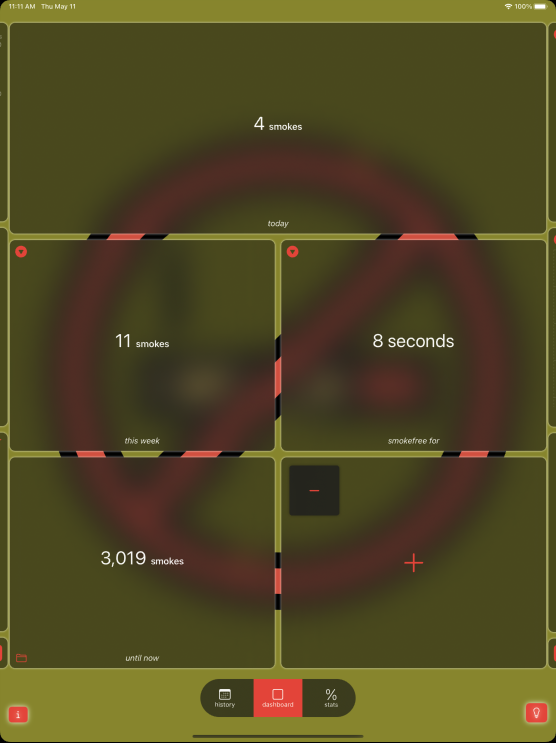 11:11 AM Thu May 11
100%
4 smokes
today
11 smokes
this week
8 seconds
smokefree for
3,019 smokes
until now
−
+
history
dashboard
%
stats
i